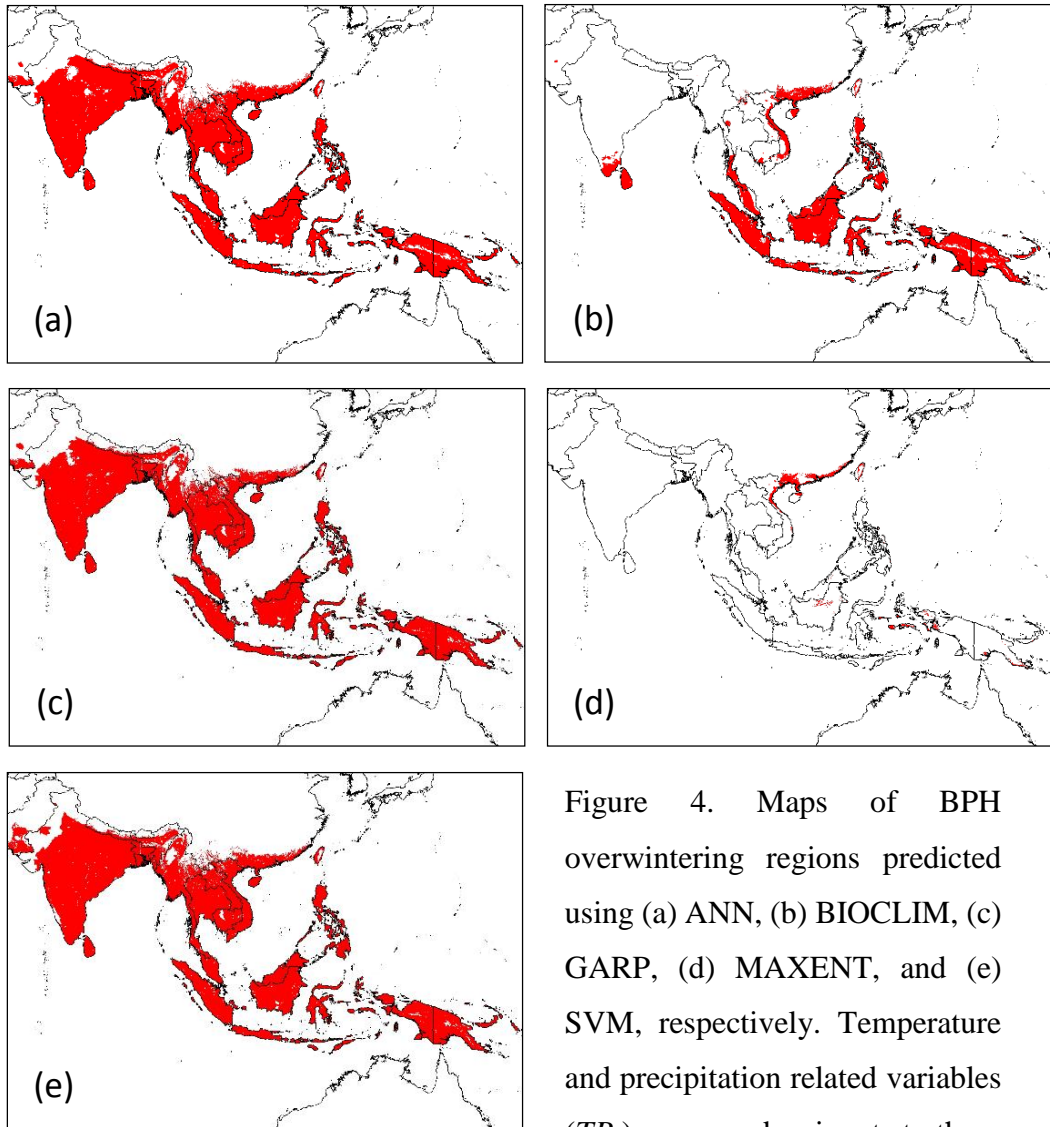 (a)
(b)
(c)
(d)
(e)
Figure 4. Maps of BPH
overwintering regions predicted
using (a) ANN, (b) BIOCLIM, (c)
GARP, (d) MAXENT, and (e)
SVM, respectively. Temperature
and precipitation related variables